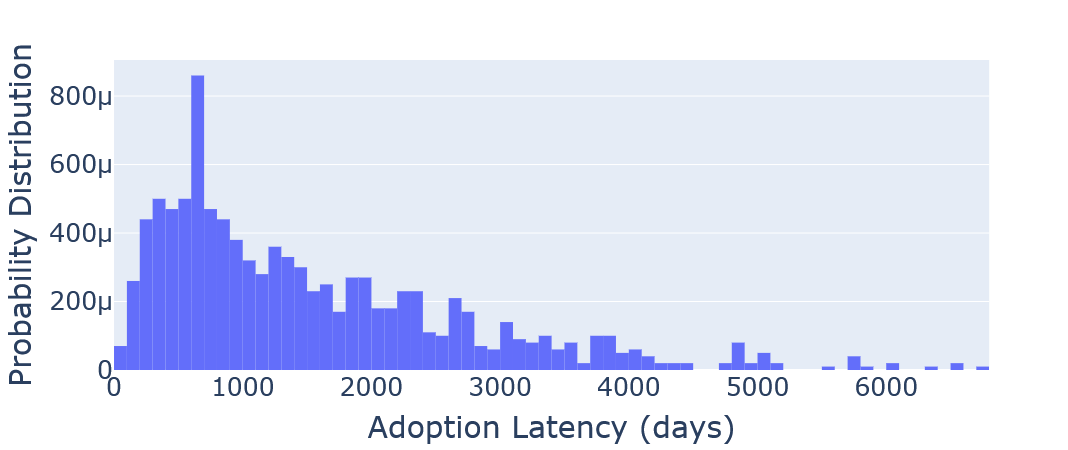 Probability Distribution
800μ
600μ
400μ
200μ
0
0 1000 2000 3000 4000 5000 6000
Adoption Latency (days)